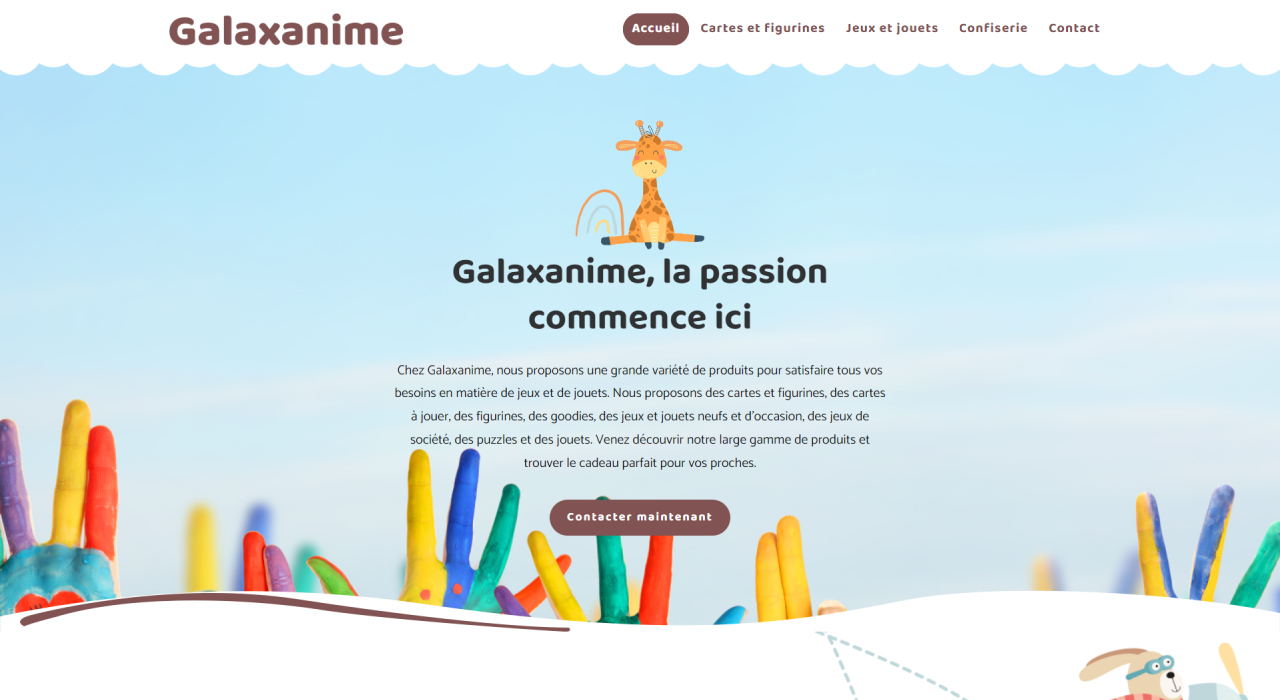 Galaxanime
Accueil
Cartes et figurines
Jeux et jouets
Confiserie
Contact
Galaxanime, la passion
commence ici
Chez Galaxanime, nous proposons une grande variété de produits pour satisfaire tous vos
besoins en matière de jeux et de jouets. Nous proposons des cartes et figurines, des cartes
à jouer, des figurines, des goodies, des jeux et jouets neufs et d'occasion, des jeux de
société, des puzzles et des jouets. Venez découvrir notre large gamme de produits et
trouver le cadeau parfait pour vos proches.
Contacter maintenant